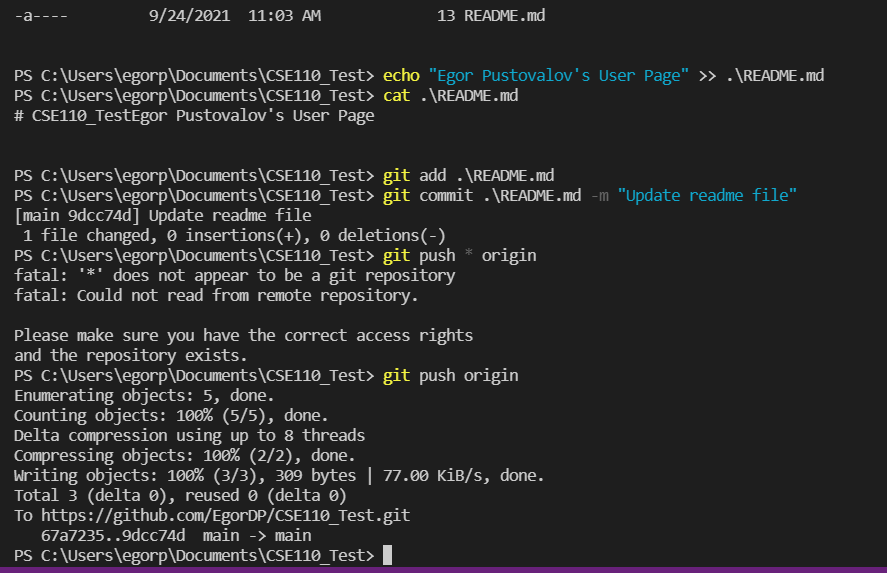 -a----         9/24/2021  11:03 AM             13 README.md
PS C:\Users\egorp\Documents\CSE110_Test> echo "Egor Pustovalov's User Page" >> .\README.md
PS C:\Users\egorp\Documents\CSE110_Test> cat .\README.md
# CSE110_TestEgor Pustovalov's User Page
PS C:\Users\egorp\Documents\CSE110_Test> git add .\README.md
PS C:\Users\egorp\Documents\CSE110_Test> git commit .\README.md -m "Update readme file"
[main 9dcc74d] Update readme file
 1 file changed, 0 insertions(+), 0 deletions(-)
PS C:\Users\egorp\Documents\CSE110_Test> git push * origin
fatal: '*' does not appear to be a git repository
fatal: Could not read from remote repository.
Please make sure you have the correct access rights
and the repository exists.
PS C:\Users\egorp\Documents\CSE110_Test> git push origin
Enumerating objects: 5, done.
Counting objects: 100% (5/5), done.
Delta compression using up to 8 threads
Compressing objects: 100% (2/2), done.
Writing objects: 100% (3/3), 309 bytes | 77.00 KiB/s, done.
Total 3 (delta 0), reused 0 (delta 0)
To https://github.com/EgorDP/CSE110_Test.git
   67a7235..9dcc74d  main -> main
PS C:\Users\egorp\Documents\CSE110_Test>